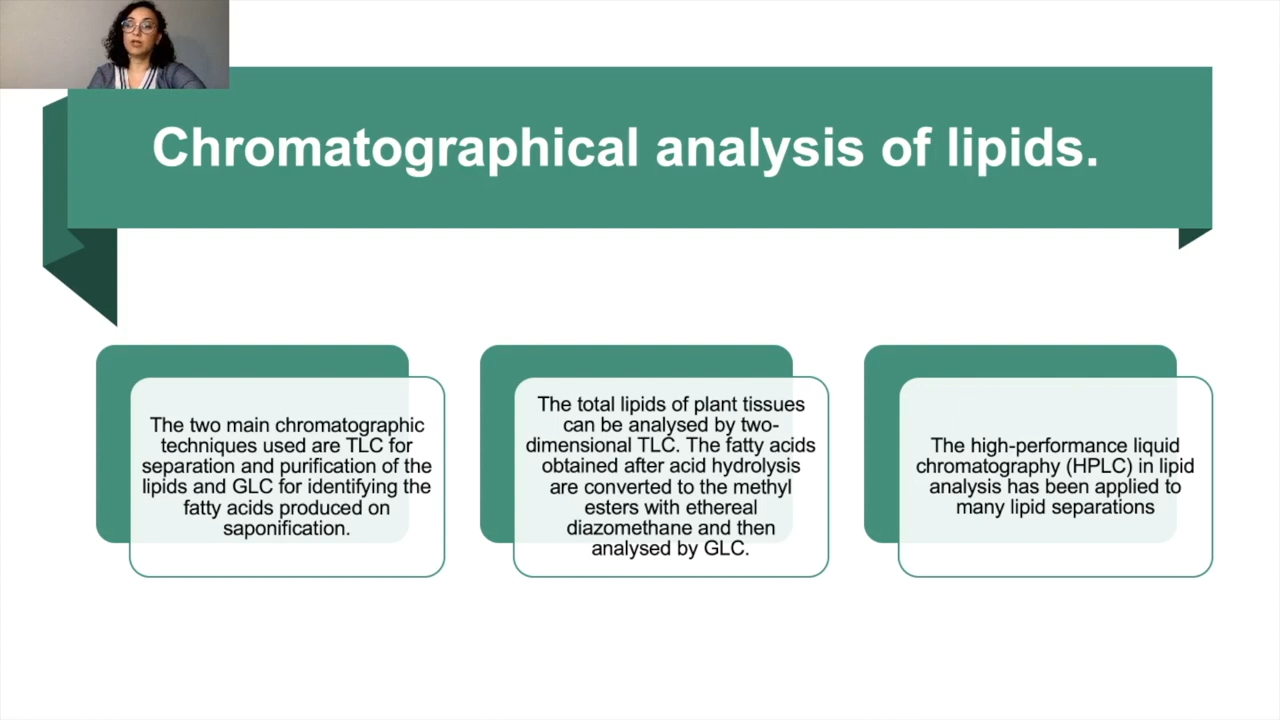 Chromatographical analysis of lipids.
The two main chromatographic
techniques used are TLC for
separation and purification of the
lipids and GLC for identifying the
fatty acids produced on
saponification.
The total lipids of plant tissues
can be analysed by two-
dimensional TLC. The fatty acids
obtained after acid hydrolysis
are converted to the methyl
esters with ethereal
diazomethane and then
analysed by GLC.
The high-performance liquid
chromatography (HPLC) in lipid
analysis has been applied to
many lipid separations